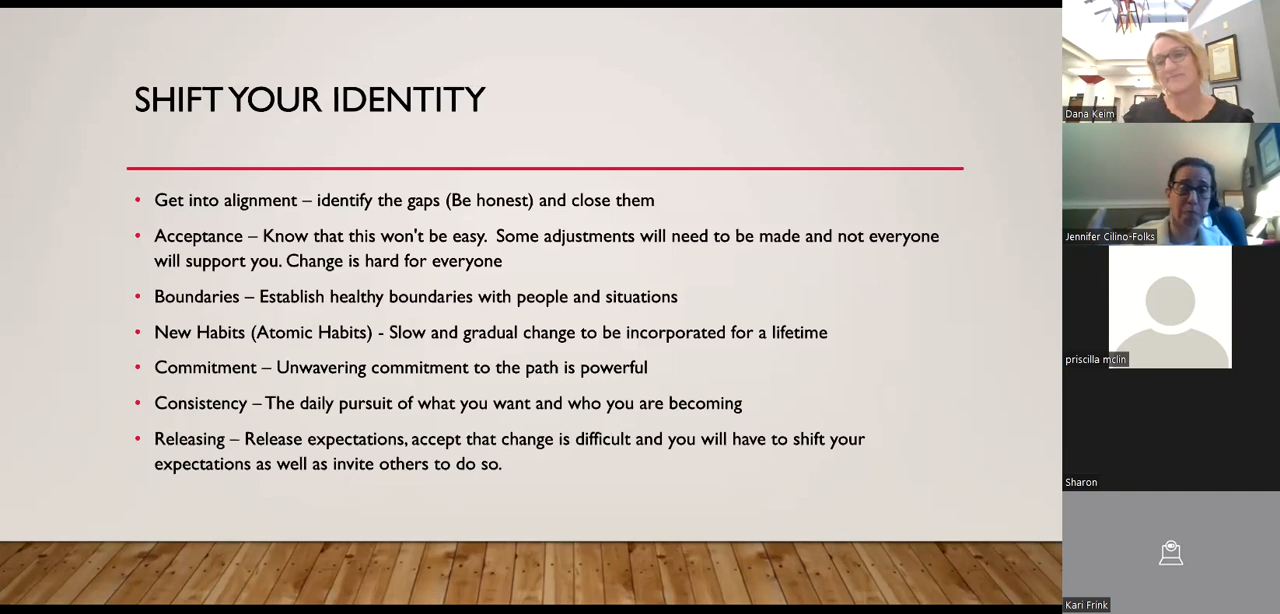 SHIFT YOUR IDENTITY
• Get into alignment – identify the gaps (Be honest) and close them
• Acceptance – Know that this won't be easy.  Some adjustments will need to be made and not everyone
will support you. Change is hard for everyone
• Boundaries – Establish healthy boundaries with people and situations
• New Habits (Atomic Habits) - Slow and gradual change to be incorporated for a lifetime
• Commitment – Unwavering commitment to the path is powerful
• Consistency – The daily pursuit of what you want and who you are becoming
• Releasing – Release expectations, accept that change is difficult and you will have to shift your
expectations as well as invite others to do so.
Dana Keim
Jennifer Cilino-Folks
priscilla mclin
Sharon
Kari Frink